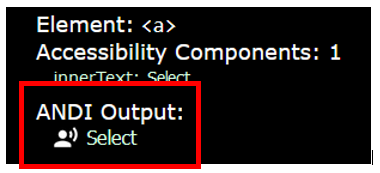 Element: <a>
Accessibility Components: 1
innerText: Select
ANDI Output:
Select